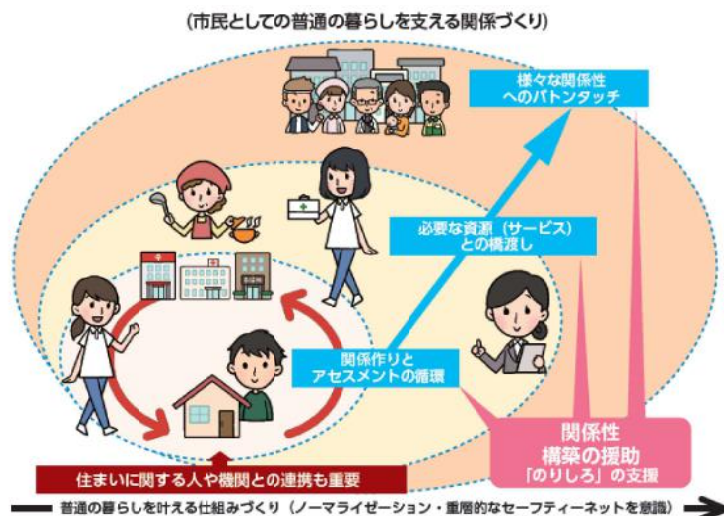 (市民としての普通の暮らしを支える関係づくり)
様々な関係性
へのバトンタッチ
必要な資源（サービス）
との橋渡し
関係作りと
アセスメントの循環
関係性
構築の援助
「のりしろ」の支援
住まいに関する人や機関との連携も重要
普通の暮らしを叶える仕組みづくり（ノーマライゼーション・重層的なセーフティーネットを意識）